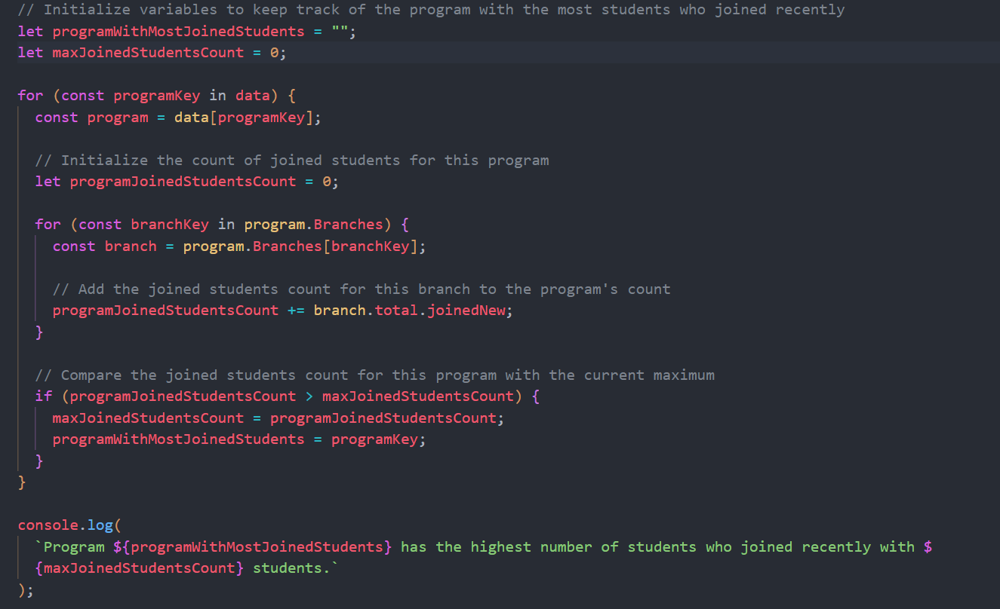 // Initialize variables to keep track of the program with the most students who joined recently
let programWithMostJoinedStudents = "";
let maxJoinedStudentsCount = 0;

for (const programKey in data) {
  const program = data[programKey];

  // Initialize the count of joined students for this program
  let programJoinedStudentsCount = 0;

  for (const branchKey in program.Branches) {
    const branch = program.Branches[branchKey];

    // Add the joined students count for this branch to the program's count
    programJoinedStudentsCount += branch.total.joinedNew;
  }

  // Compare the joined students count for this program with the current maximum
  if (programJoinedStudentsCount > maxJoinedStudentsCount) {
    maxJoinedStudentsCount = programJoinedStudentsCount;
    programWithMostJoinedStudents = programKey;
  }
}

console.log(
  `Program ${programWithMostJoinedStudents} has the highest number of students who joined recently with $
  {maxJoinedStudentsCount} students.`
);